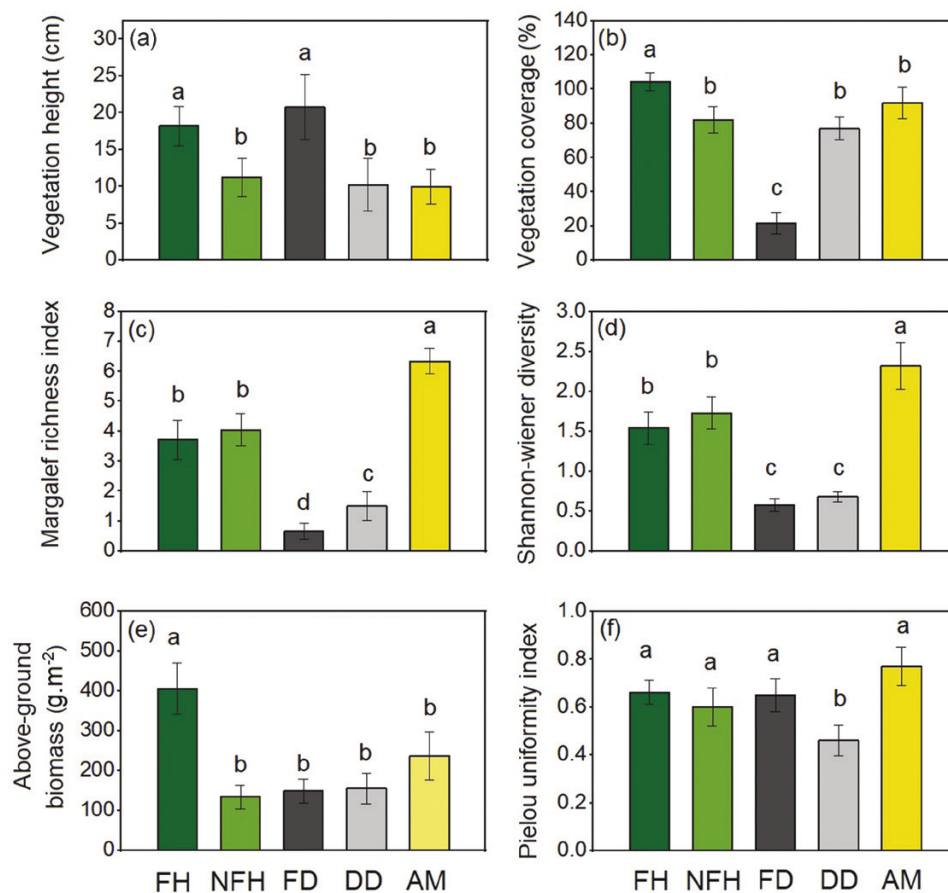 (a)
Vegetation height (cm)
30
25
20
15
10
5
0
a
b
a
b
b
(b)
Vegetation coverage (%)
140
120
100
80
60
40
20
0
a
b
c
b
b
(c)
Margalef richness index
8
7
6
5
4
3
2
1
0
b
b
d
c
a
(d)
Shannon-wiener diversity
3.0
2.5
2.0
1.5
1.0
0.5
0.0
b
b
c
c
a
(e)
Above-ground
biomass (g.m-2)
600
500
400
300
200
100
0
a
b
b
b
b
FH NFH FD DD AM
(f)
Pielou uniformity index
1.0
0.8
0.6
0.4
0.2
0.0
a
a
a
b
a
FH NFH FD DD AM